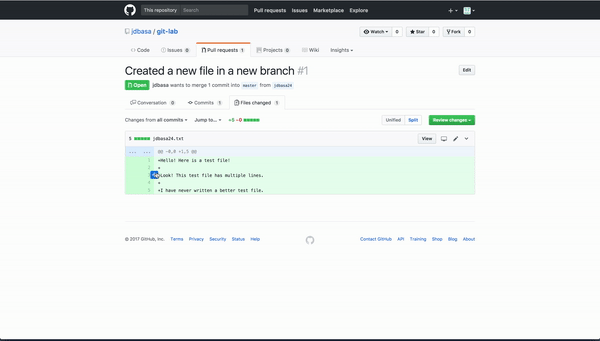 This repository Search Pull requests Issues Marketplace Explore
jdbasa / git-lab Watch 0 Star 0 Fork 0
Code Issues 0 Pull requests 1 Projects 0 Wiki Insights
Created a new file in a new branch #1 Edit
Open jdbasa wants to merge 1 commit into master from jdbasa24
Conversation 0 Commits 1 Files changed 1
Changes from all commits Jump to... +5 −0 Unified Split Review changes
5 jdbasa24.txt View
... ... @@ -0,0 +1,5 @@
1 +Hello! Here is a test file!
2 +
Look! This test file has multiple lines.
4 +
5 +I have never written a better test file.
© 2017 GitHub, Inc. Terms Privacy Security Status Help Contact GitHub API Training Shop Blog About